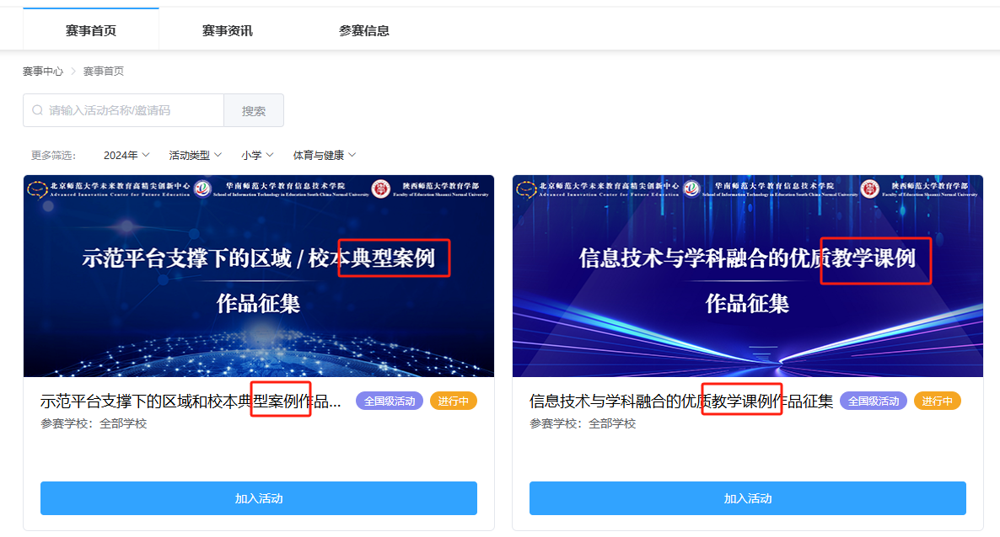 赛事首页 赛事资讯 参赛信息
赛事中心 > 赛事首页
请输入活动名称/邀请码 搜索
更多筛选： 2024年 活动类型 小学 体育与健康
北京师范大学未来教育高精尖创新中心 华南师范大学教育信息技术学院 陕西师范大学教育学部
Advanced Innovation Center for Future Education School of Information Technology in Education South China Normal University Faculty of Education Shaanxi Normal University
示范平台支撑下的区域 / 校本典型案例
作品征集
示范平台支撑下的区域和校本典型案例作品... 全国级活动 进行中
参赛学校：全部学校
加入活动
北京师范大学未来教育高精尖创新中心 华南师范大学教育信息技术学院 陕西师范大学教育学部
Advanced Innovation Center for Future Education School of Information Technology in Education South China Normal University Faculty of Education Shaanxi Normal University
信息技术与学科融合的优质教学课例
作品征集
信息技术与学科融合的优质教学课例作品征集 全国级活动 进行中
参赛学校：全部学校
加入活动